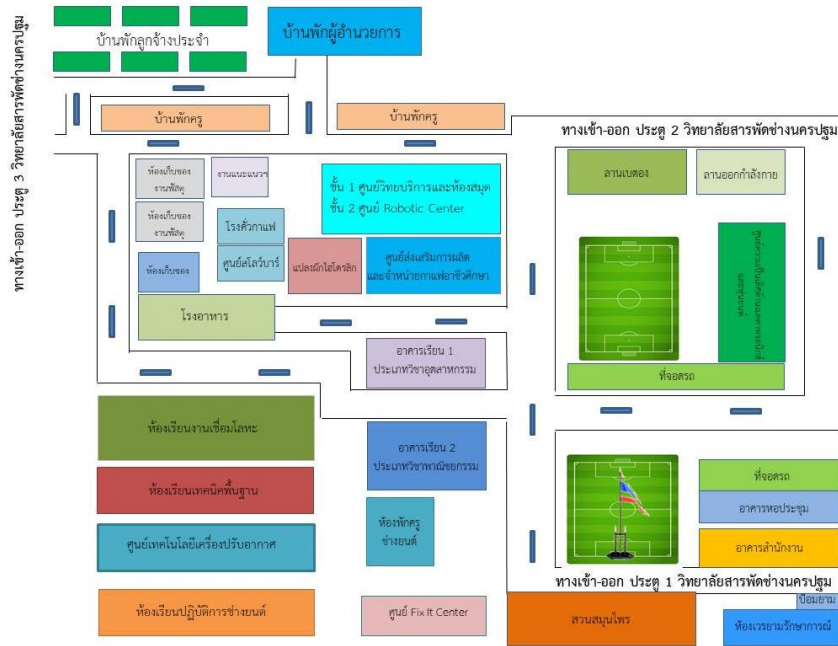 ทางเข้า-ออก ประตู 3 วิทยาลัยสารพัดช่างนครปฐม
บ้านพักลูกจ้างประจำ
บ้านพักผู้อำนวยการ
บ้านพักครู
บ้านพักครู
ทางเข้า-ออก ประตู 2 วิทยาลัยสารพัดช่างนครปฐม
ห้องเก็บของ
งานพัสดุ
งานแนะแนวฯ
ชั้น 1 ศูนย์วิทยบริการและห้องสมุด
ชั้น 2 ศูนย์ Robotic Center
ลานเปตอง
ลานออกกำลังกาย
ห้องเก็บของ
งานพัสดุ
โรงคั่วกาแฟ
ห้องเก็บของ
ศูนย์สโลว์บาร์
แปลงผักไฮโดรลิก
ศูนย์ส่งเสริมการผลิต
และจำหน่ายกาแฟอาชีวศึกษา
โรงอาหาร
อาคารเรียน 1
ประเภทวิชาอุตสาหกรรม
ที่จอดรถ
ห้องเรียนงานเชื่อมโลหะ
อาคารเรียน 2
ประเภทวิชาพาณิชยกรรม
ห้องเรียนเทคนิคพื้นฐาน
ที่จอดรถ
ห้องพักครู
ช่างยนต์
อาคารหอประชุม
ศูนย์เทคโนโลยีเครื่องปรับอากาศ
อาคารสำนักงาน
ทางเข้า-ออก ประตู 1 วิทยาลัยสารพัดช่างนครปฐม
ห้องเรียนปฏิบัติการช่างยนต์
ศูนย์ Fix It Center
สวนสมุนไพร
ป้อมยาม
ห้องเวรยามรักษาการณ์